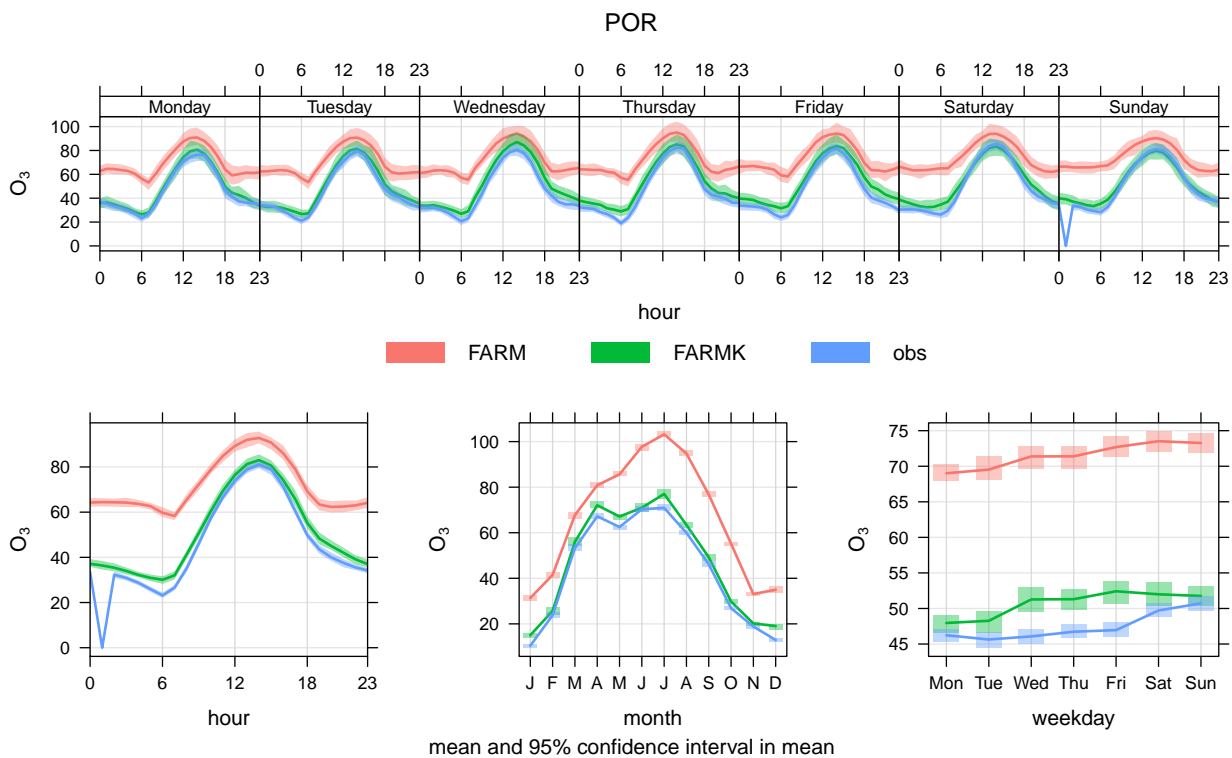 POR
0 6 12 18 23 0 6 12 18 23 0 6 12 18 23
Monday Tuesday Wednesday Thursday Friday Saturday Sunday
100
80
60
40
20
0
O3
0 6 12 18 23 0 6 12 18 23 0 6 12 18 23 0 6 12 18 23
hour
FARM FARMK obs
80
60
40
20
0
O3
0 6 12 18 23
hour
100
80
60
40
20
O3
J F M A M J J A S O N D
month
75
70
65
60
55
50
45
O3
Mon Tue Wed Thu Fri Sat Sun
weekday
mean and 95% confidence interval in mean